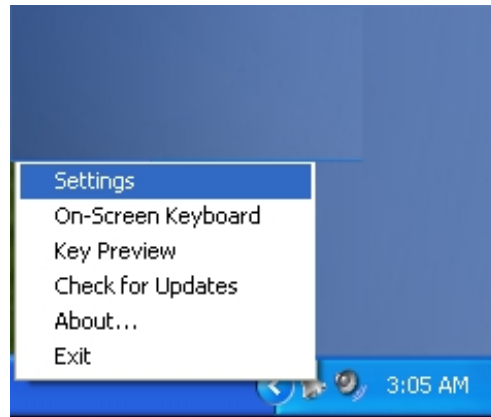 Settings
On-Screen Keyboard
Key Preview
Check for Updates
About...
Exit
3:05 AM